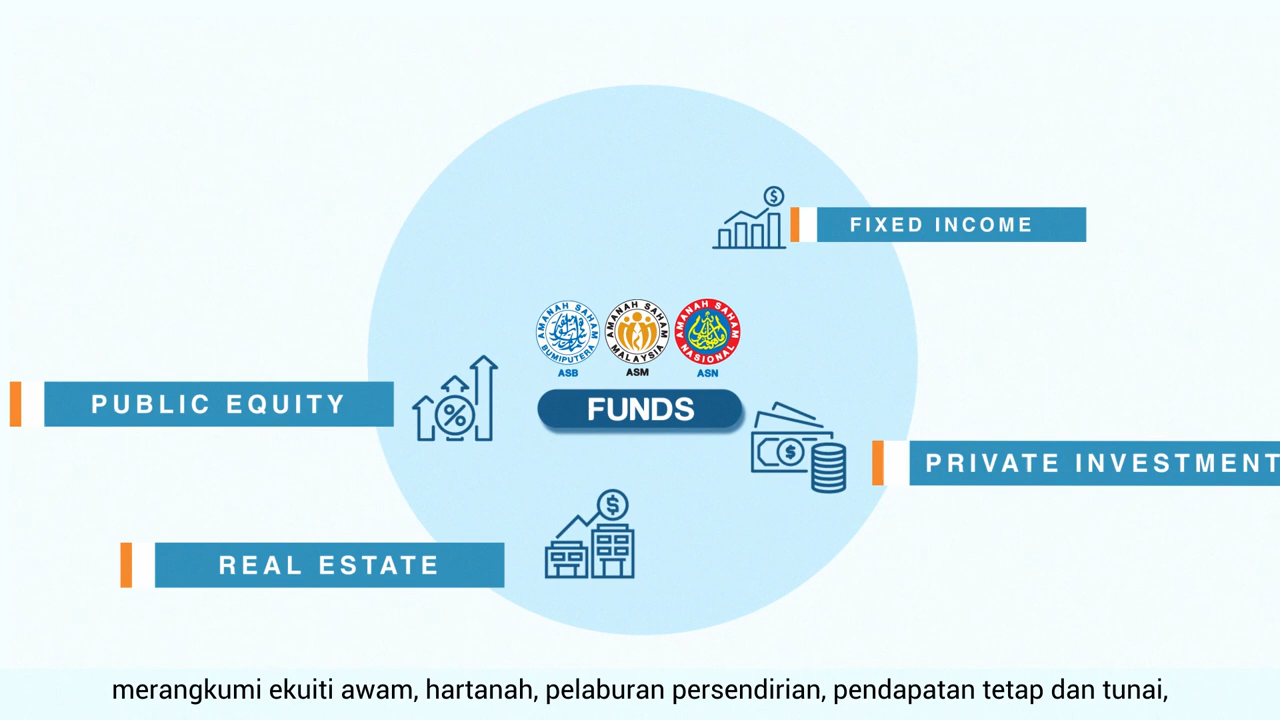 FIXED INCOME
AMANAH SAHAM BUMIPUTERA
AMANAH SAHAM MALAYSIA
AMANAH SAHAM NASIONAL
ASB
ASM
ASN
PUBLIC EQUITY
FUNDS
PRIVATE INVESTMENT
REAL ESTATE
merangkumi ekuiti awam, hartanah, pelaburan persendirian, pendapatan tetap dan tunai,